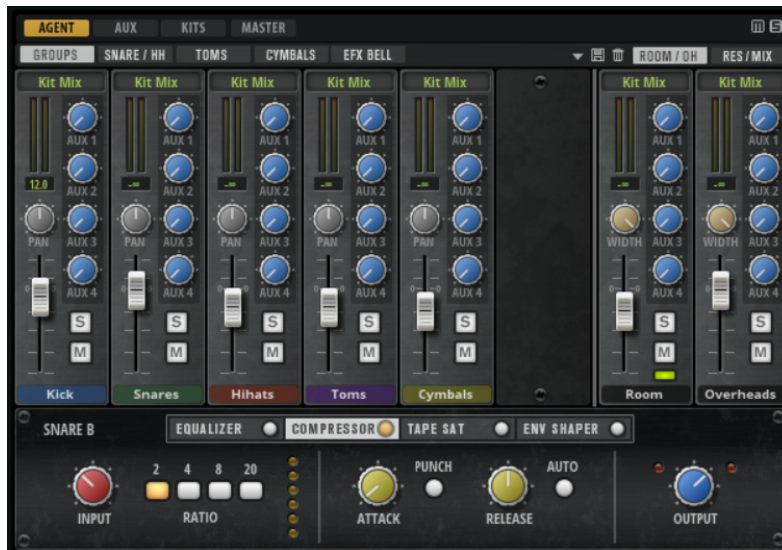 AGENT AUX KITS MASTER
GROUPS SNARE / HH TOMS CYMBALS EFX BELL ROOM / OH RES / MIX
Kit Mix Kit Mix Kit Mix Kit Mix Kit Mix Kit Mix Kit Mix
AUX 1 AUX 1 AUX 1 AUX 1 AUX 1 AUX 1 AUX 1
12.0 -∞ -∞ -∞ -∞ -∞ -∞
AUX 2 AUX 2 AUX 2 AUX 2 AUX 2 AUX 2 AUX 2
PAN AUX 3 PAN AUX 3 PAN AUX 3 PAN AUX 3 PAN AUX 3 WIDTH AUX 3 WIDTH AUX 3
AUX 4 AUX 4 AUX 4 AUX 4 AUX 4 AUX 4 AUX 4
S S S S S S S
M M M M M M M
Kick Snares Hihats Toms Cymbals Room Overheads
SNARE B EQUALIZER COMPRESSOR TAPE SAT ENV SHAPER
2 4 8 20 PUNCH AUTO
INPUT RATIO ATTACK RELEASE OUTPUT